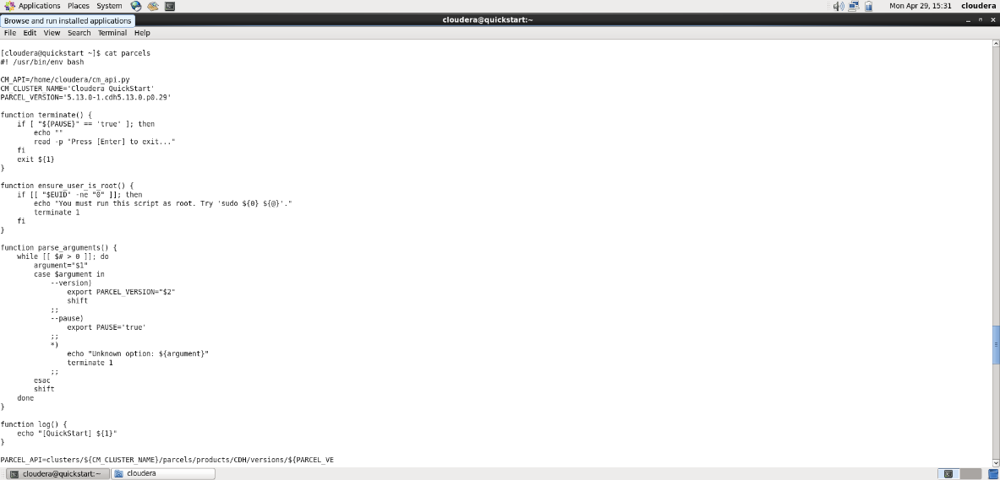 Applications Places System Mon Apr 29, 15:31 cloudera
Browse and run installed applications
cloudera@quickstart:~
File Edit View Search Terminal Help
[cloudera@quickstart ~]$ cat parcels
#! /usr/bin/env bash
CM_API=/home/cloudera/cm_api.py
CM_CLUSTER_NAME='Cloudera QuickStart'
PARCEL_VERSION='5.13.0-1.cdh5.13.0.p0.29'
function terminate() {
    if [ "${PAUSE}" == 'true' ]; then
        echo ""
        read -p "Press [Enter] to exit..."
    fi
    exit ${1}
}
function ensure_user_is_root() {
    if [[ "$EUID" -ne "0" ]]; then
        echo "You must run this script as root. Try 'sudo ${0} ${@}'."
        terminate 1
    fi
}
function parse_arguments() {
    while [[ $# > 0 ]]; do
        argument="$1"
        case $argument in
            --version)
                export PARCEL_VERSION="$2"
                shift
            ;;
            --pause)
                export PAUSE='true'
            ;;
            *)
                echo "Unknown option: ${argument}"
                terminate 1
            ;;
        esac
        shift
    done
}
function log() {
    echo "[QuickStart] ${1}"
}
PARCEL_API=clusters/${CM_CLUSTER_NAME}/parcels/products/CDH/versions/${PARCEL_VE
cloudera@quickstart:~ cloudera